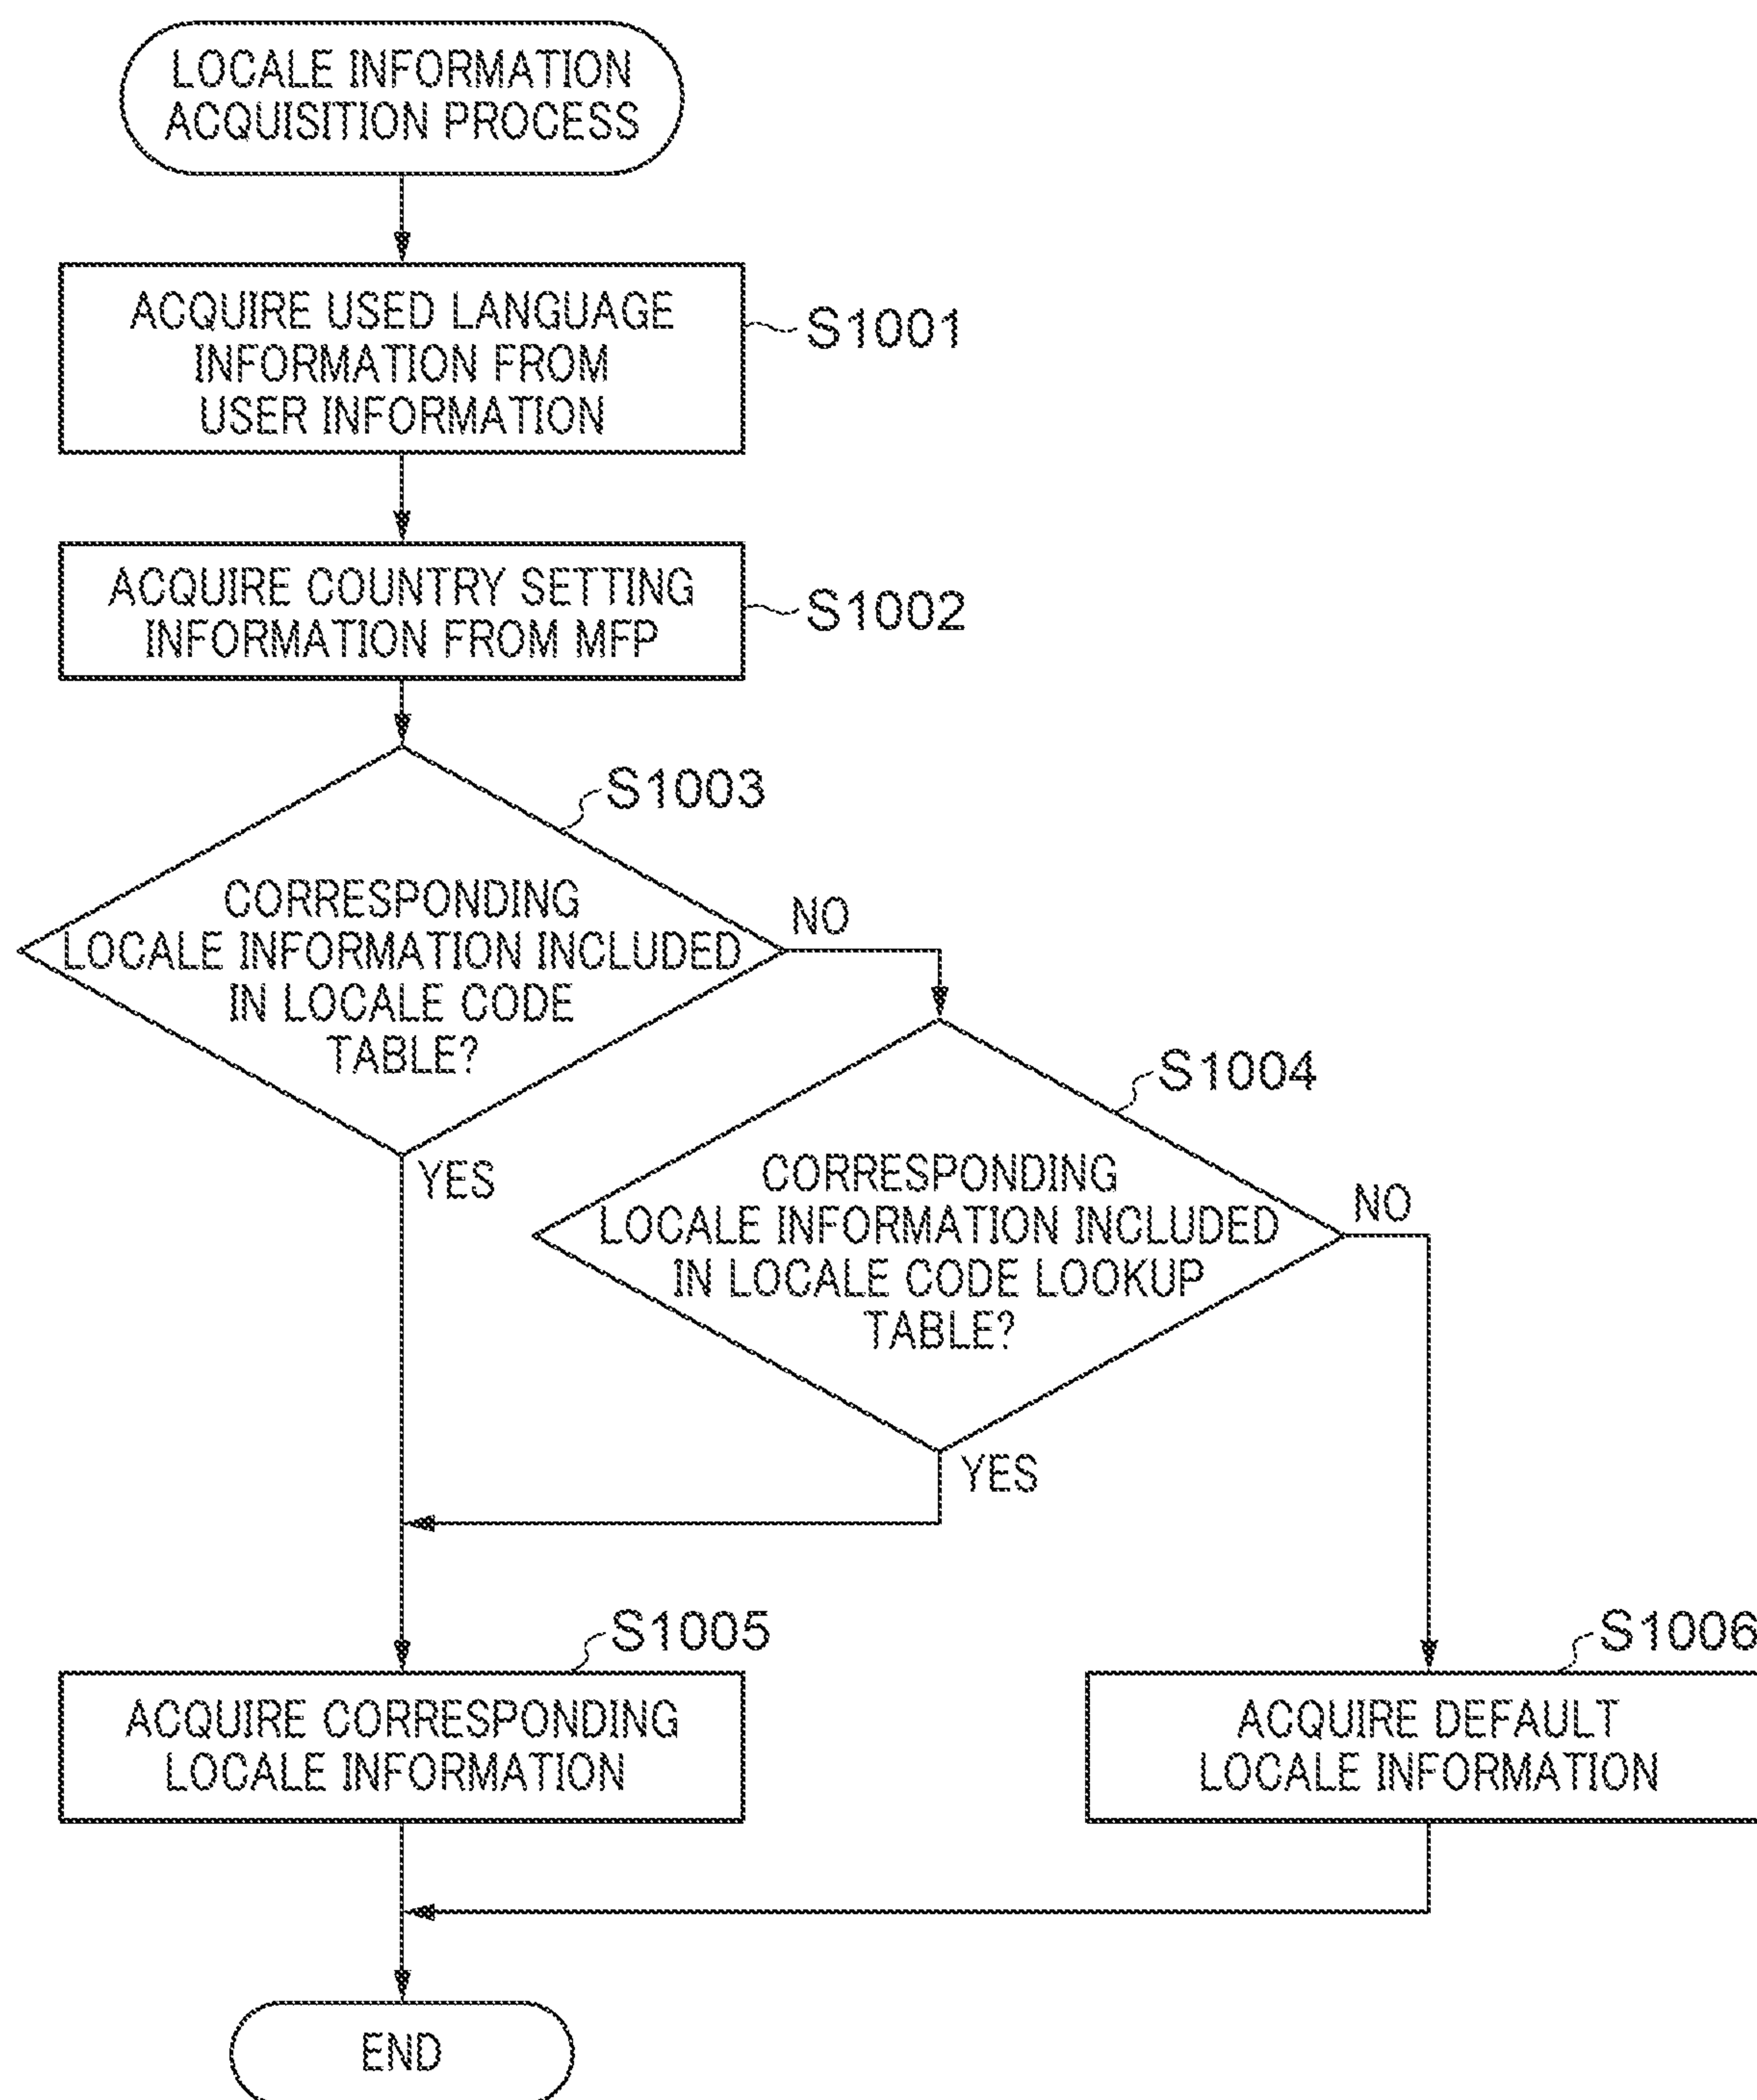 LOCALE INFORMATION
ACQUISITION PROCESS
ACQUIRE USED LANGUAGE
INFORMATION FROM
USER INFORMATION
S1001
ACQUIRE COUNTRY SETTING
INFORMATION FROM MFP
S1002
S1003
CORRESPONDING
LOCALE INFORMATION INCLUDED
IN LOCALE CODE
TABLE?
NO
YES
S1004
CORRESPONDING
LOCALE INFORMATION INCLUDED
IN LOCALE CODE LOOKUP
TABLE?
NO
YES
S1005
ACQUIRE CORRESPONDING
LOCALE INFORMATION
S1006
ACQUIRE DEFAULT
LOCALE INFORMATION
END